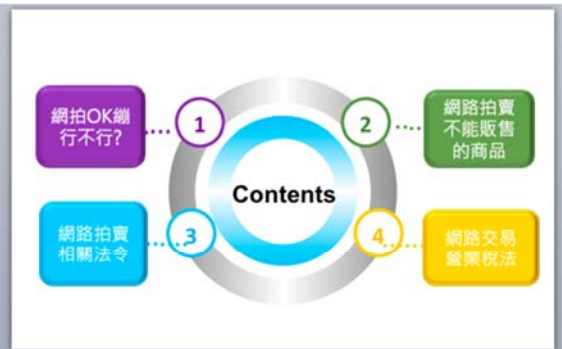 網拍OK繃
行不行?
1
2
網路拍賣
不能販售
的商品
Contents
網路拍賣
相關法令
3
4
網路交易
營業稅法